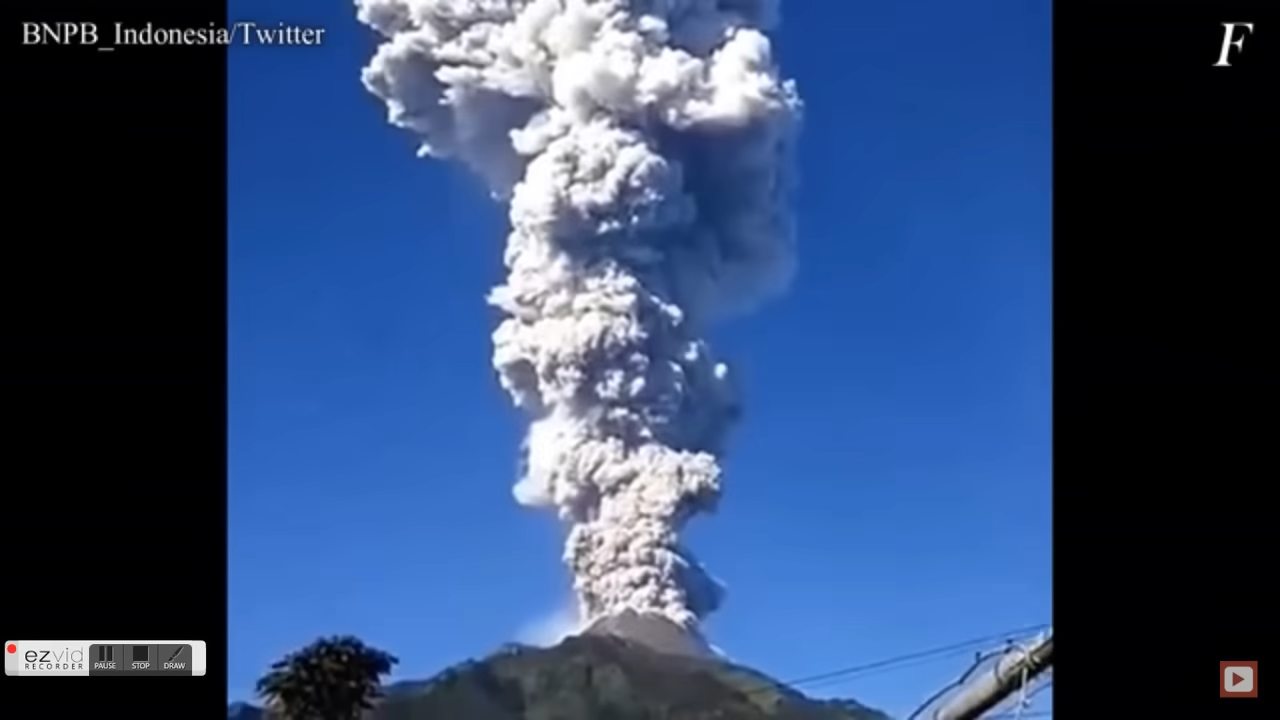 BNPB_Indonesia/Twitter
F
ezvid
RECORDER
PAUSE
STOP
DRAW